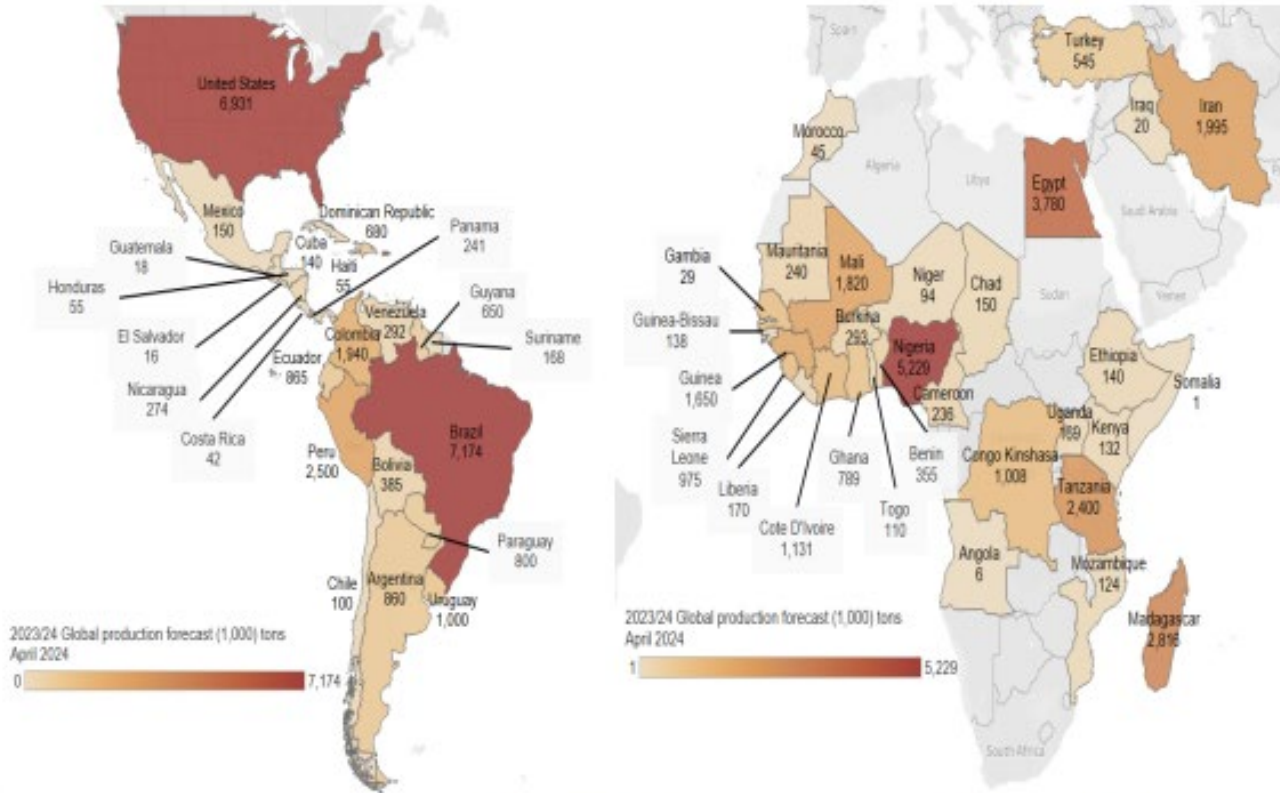 United States
6,931
Mexico
150
Dominican Republic
680
Cuba
140
Haiti
55
Panama
241
Guatemala
18
Honduras
55
El Salvador
16
Nicaragua
274
Costa Rica
42
Venezuela
292
Guyana
650
Suriname
168
Colombia
1,940
Ecuador
865
Peru
2,500
Brazil
7,174
Bolivia
385
Paraguay
800
Chile
100
Argentina
860
Uruguay
1,000
2023/24 Global production forecast (1,000) tons
April 2024
0
7,174
Spain
Turkey
545
Iraq
20
Iran
1,995
Morocco
45
Algeria
Libya
Egypt
3,780
Saudi Arabia
Mauritania
240
Mali
1,820
Niger
94
Chad
150
Sudan
Yemen
Gambia
29
Guinea-Bissau
138
Guinea
1,650
Sierra
Leone
975
Liberia
170
Cote D'Ivoire
1,131
Burkina
293
Ghana
789
Togo
110
Benin
355
Nigeria
5,229
Cameroon
236
Ethiopia
140
Somalia
1
Uganda
Kenya
132
Congo Kinshasa
1,008
Tanzania
2,400
Angola
6
Mozambique
124
Madagascar
2,816
South Africa
2023/24 Global production forecast (1,000) tons
April 2024
1
5,229